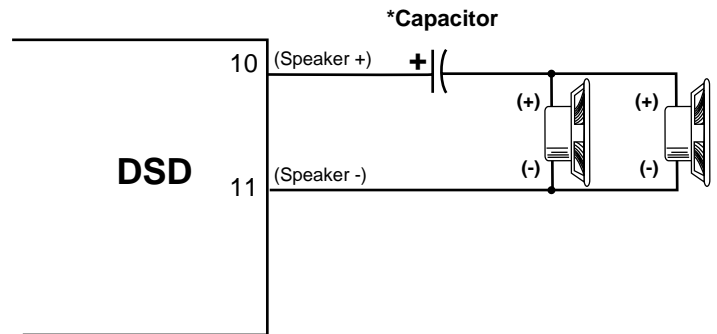 *Capacitor
10 (Speaker +) +
(+) (+)
DSD
(-) (-)
11 (Speaker -)